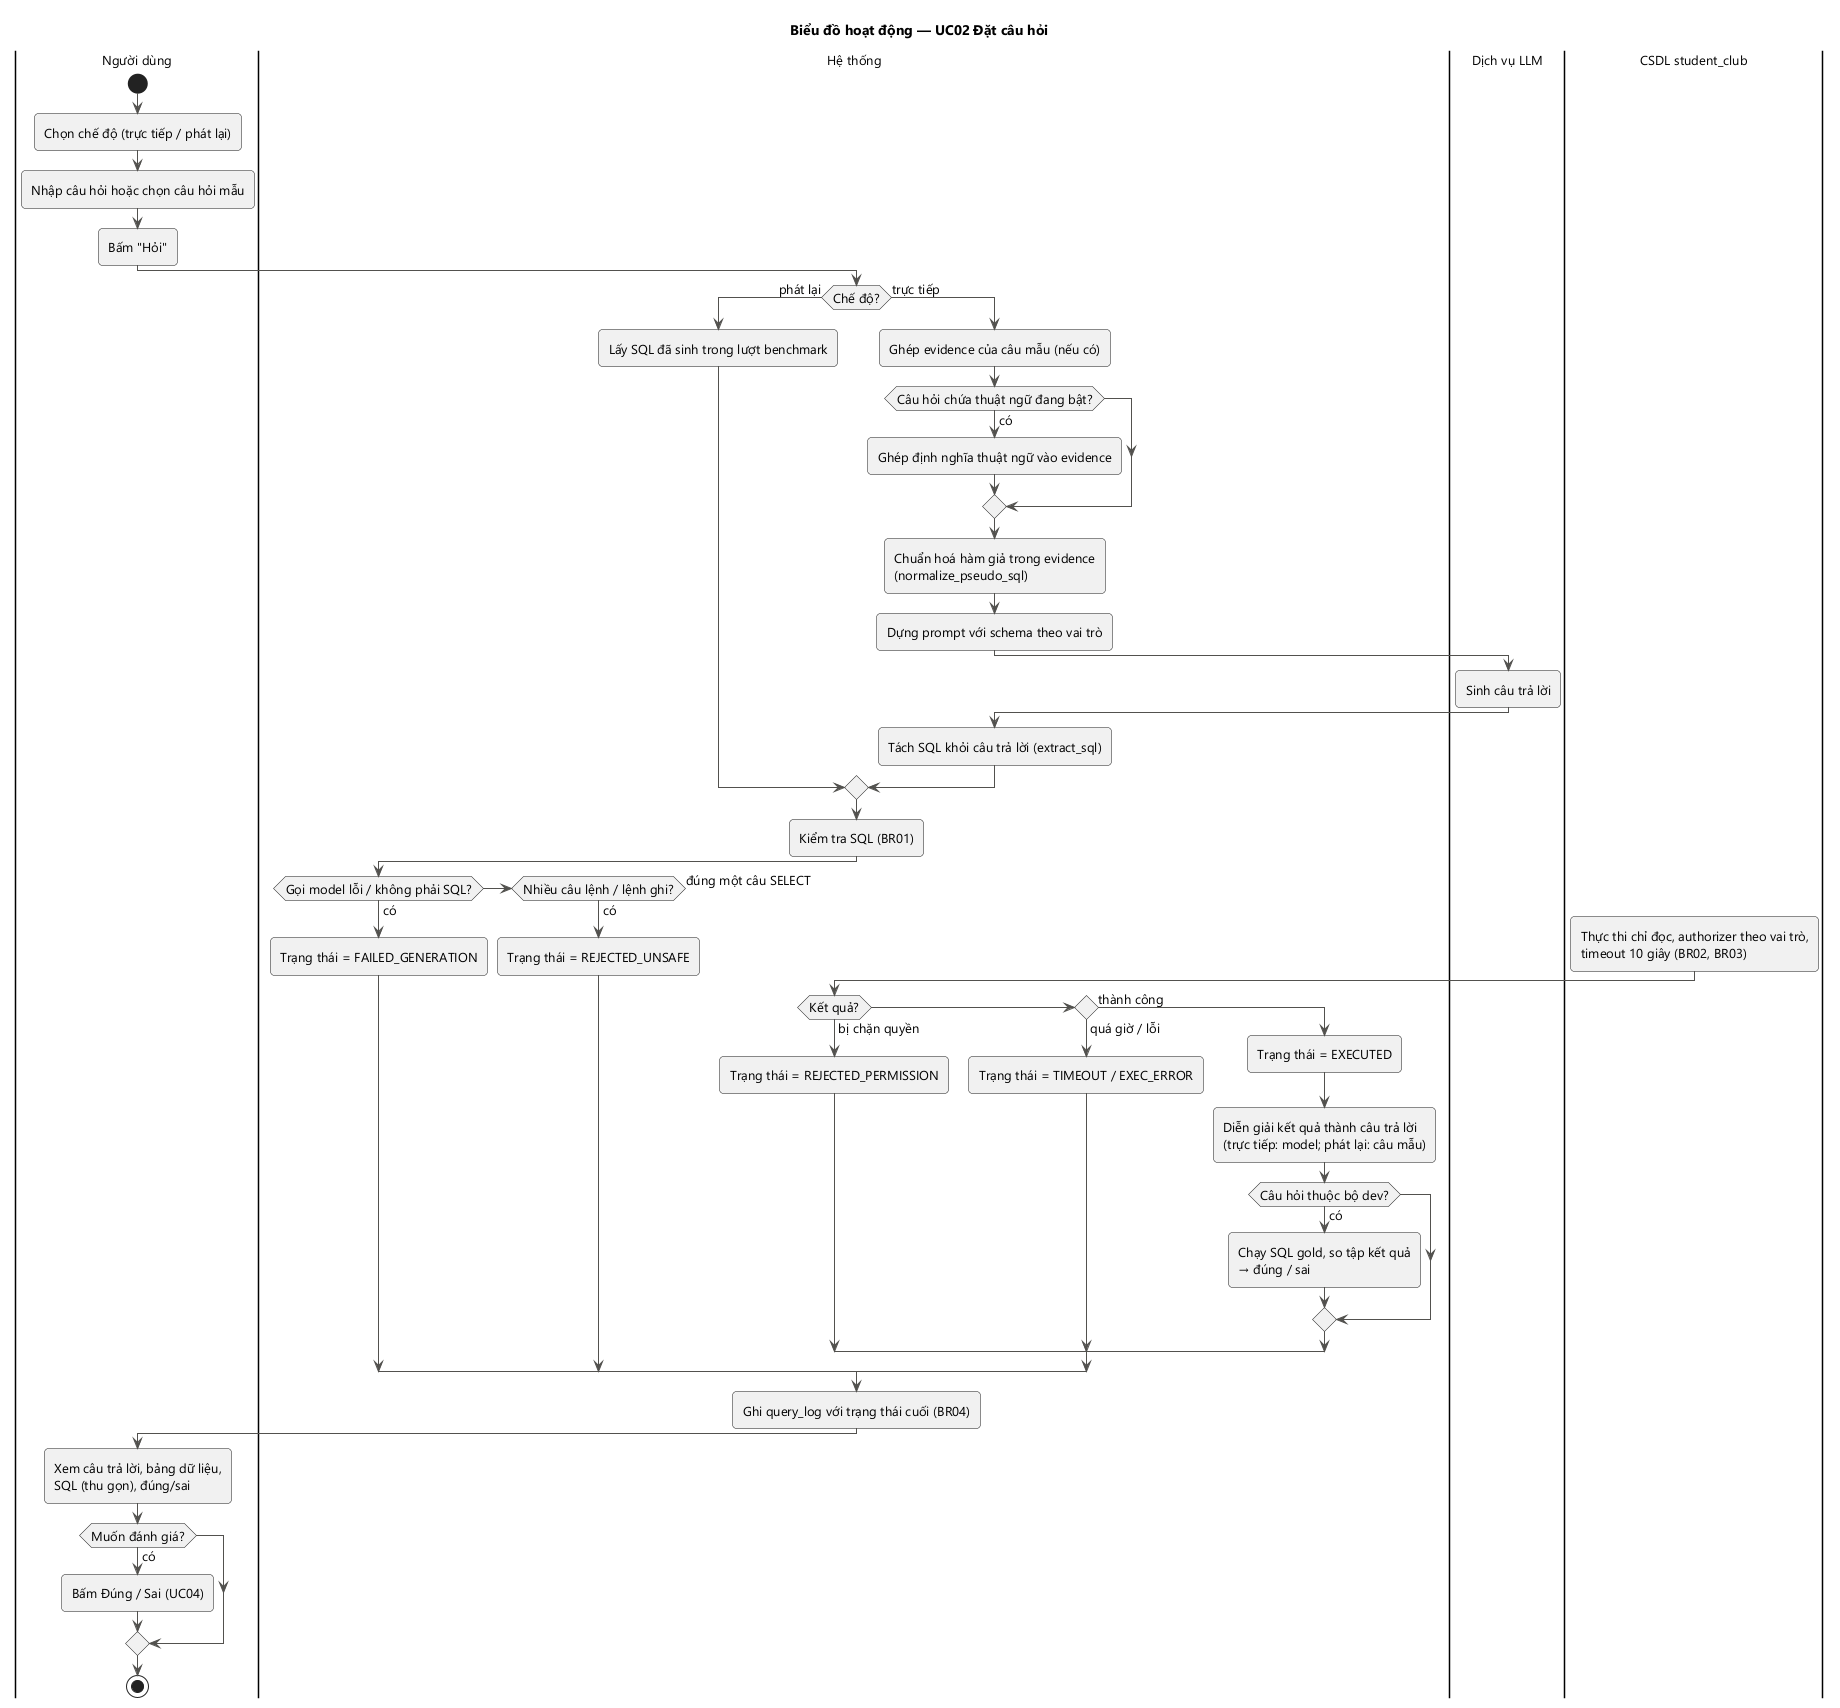 Biểu đồ hoạt động — UC02 Đặt câu hỏi
Người dùng
Hệ thống
Dịch vụ LLM
CSDL student_club
Chọn chế độ (trực tiếp / phát lại)
Nhập câu hỏi hoặc chọn câu hỏi mẫu
Bấm "Hỏi"
Chế độ?
phát lại
trực tiếp
Lấy SQL đã sinh trong lượt benchmark
Ghép evidence của câu mẫu (nếu có)
Câu hỏi chứa thuật ngữ đang bật?
có
Ghép định nghĩa thuật ngữ vào evidence
Chuẩn hoá hàm giả trong evidence
(normalize_pseudo_sql)
Dựng prompt với schema theo vai trò
Sinh câu trả lời
Tách SQL khỏi câu trả lời (extract_sql)
Kiểm tra SQL (BR01)
Gọi model lỗi / không phải SQL?
có
Nhiều câu lệnh / lệnh ghi?
có
đúng một câu SELECT
Trạng thái = FAILED_GENERATION
Trạng thái = REJECTED_UNSAFE
Thực thi chỉ đọc, authorizer theo vai trò,
timeout 10 giây (BR02, BR03)
Kết quả?
bị chặn quyền
thành công
quá giờ / lỗi
Trạng thái = REJECTED_PERMISSION
Trạng thái = TIMEOUT / EXEC_ERROR
Trạng thái = EXECUTED
Diễn giải kết quả thành câu trả lời
(trực tiếp: model; phát lại: câu mẫu)
Câu hỏi thuộc bộ dev?
có
Chạy SQL gold, so tập kết quả
→ đúng / sai
Ghi query_log với trạng thái cuối (BR04)
Xem câu trả lời, bảng dữ liệu,
SQL (thu gọn), đúng/sai
Muốn đánh giá?
có
Bấm Đúng / Sai (UC04)